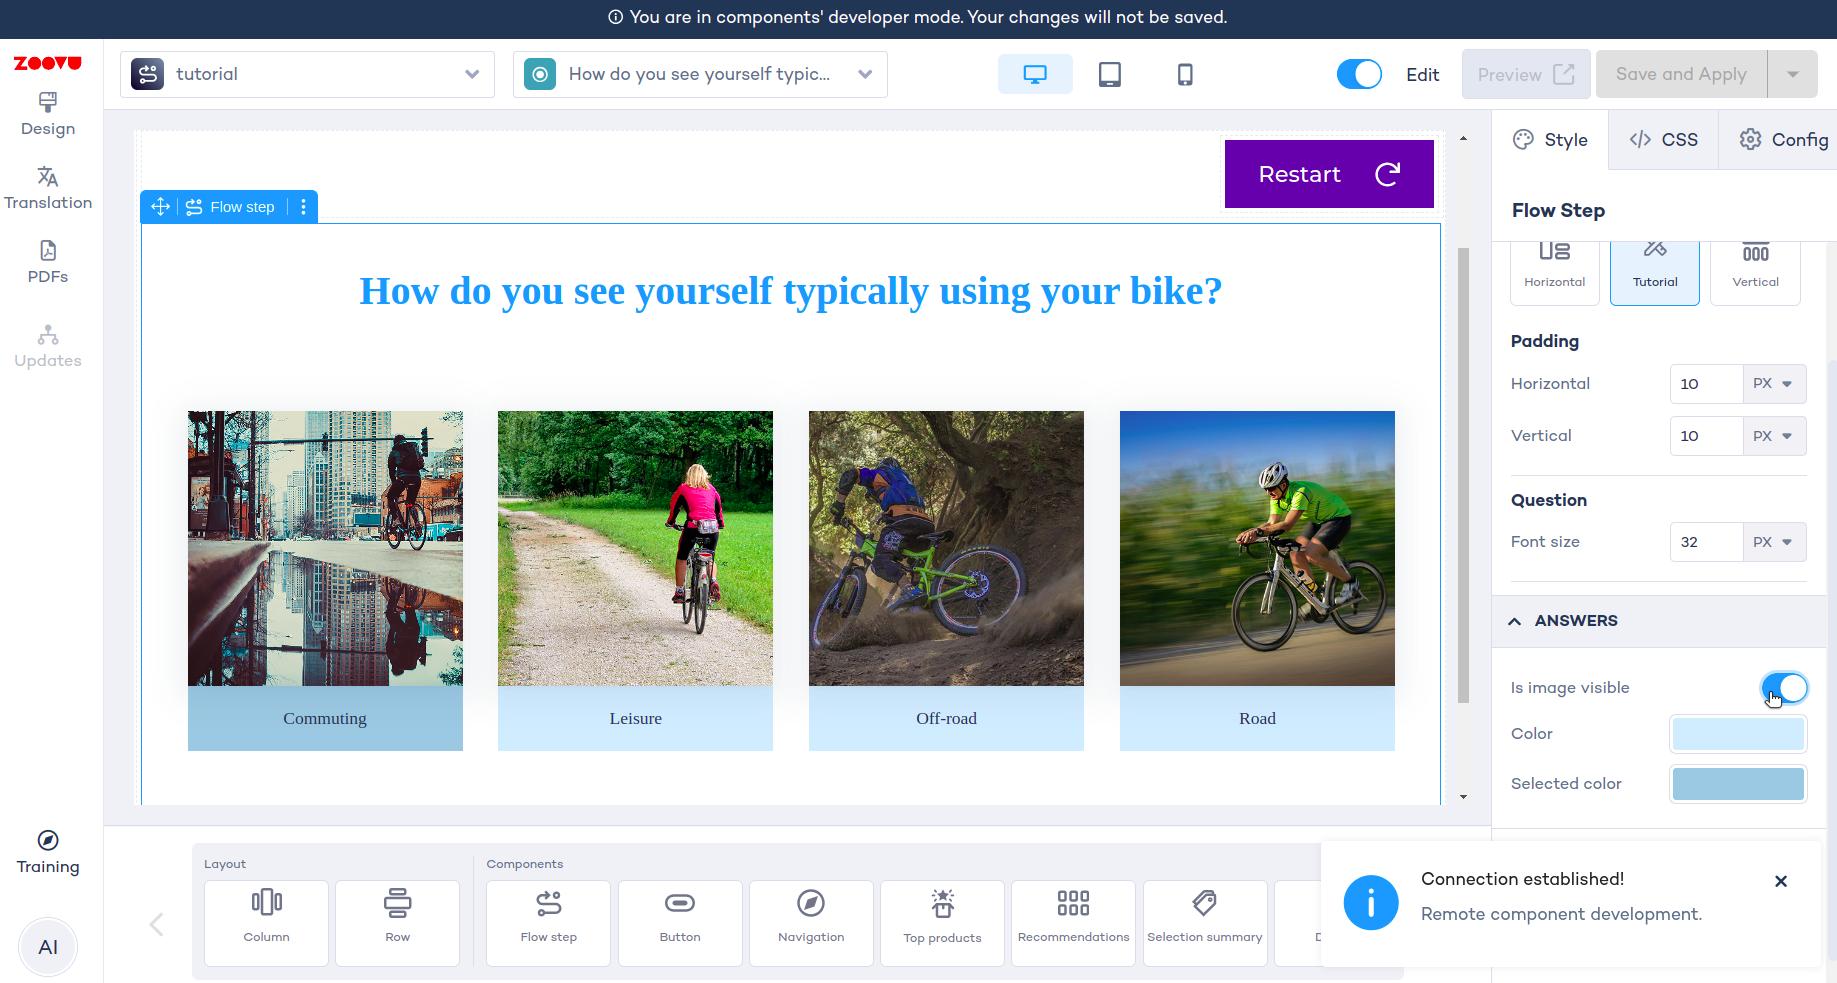 You are in components' developer mode. Your changes will not be saved.
zoovu
tutorial
How do you see yourself typic...
Edit
Preview
Save and Apply
Design
Translation
PDFs
Updates
Training
AI
Restart
Flow step
How do you see yourself typically using your bike?
Commuting
Leisure
Off-road
Road
Style
CSS
Config
Flow Step
Horizontal
Tutorial
Vertical
Padding
Horizontal
10
PX
Vertical
10
PX
Question
Font size
32
PX
ANSWERS
Is image visible
Color
Selected color
Layout
Column
Row
Components
Flow step
Button
Navigation
Top products
Recommendations
Selection summary
Connection established!
Remote component development.